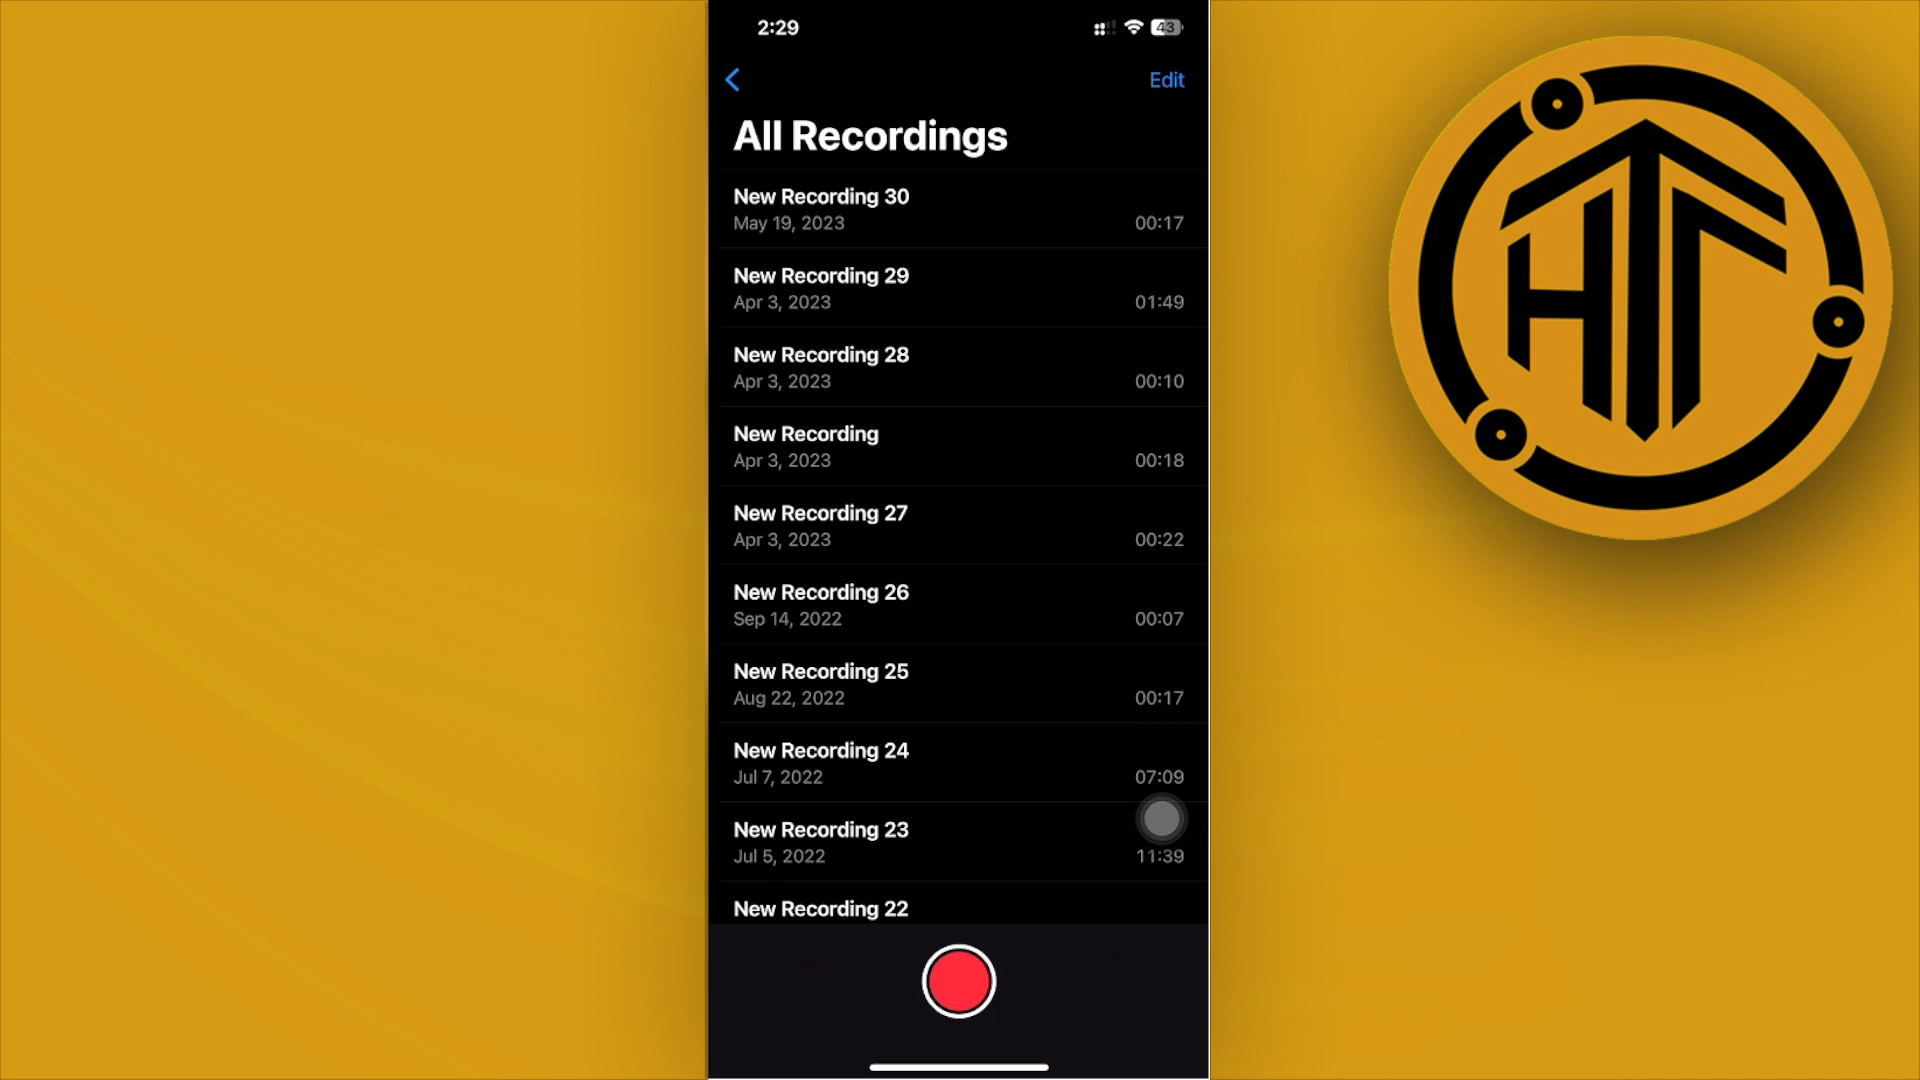 2:29
43
Edit
All Recordings
New Recording 30
May 19, 2023 00:17
New Recording 29
Apr 3, 2023 01:49
New Recording 28
Apr 3, 2023 00:10
New Recording
Apr 3, 2023 00:18
New Recording 27
Apr 3, 2023 00:22
New Recording 26
Sep 14, 2022 00:07
New Recording 25
Aug 22, 2022 00:17
New Recording 24
Jul 7, 2022 07:09
New Recording 23
Jul 5, 2022 11:39
New Recording 22
HT